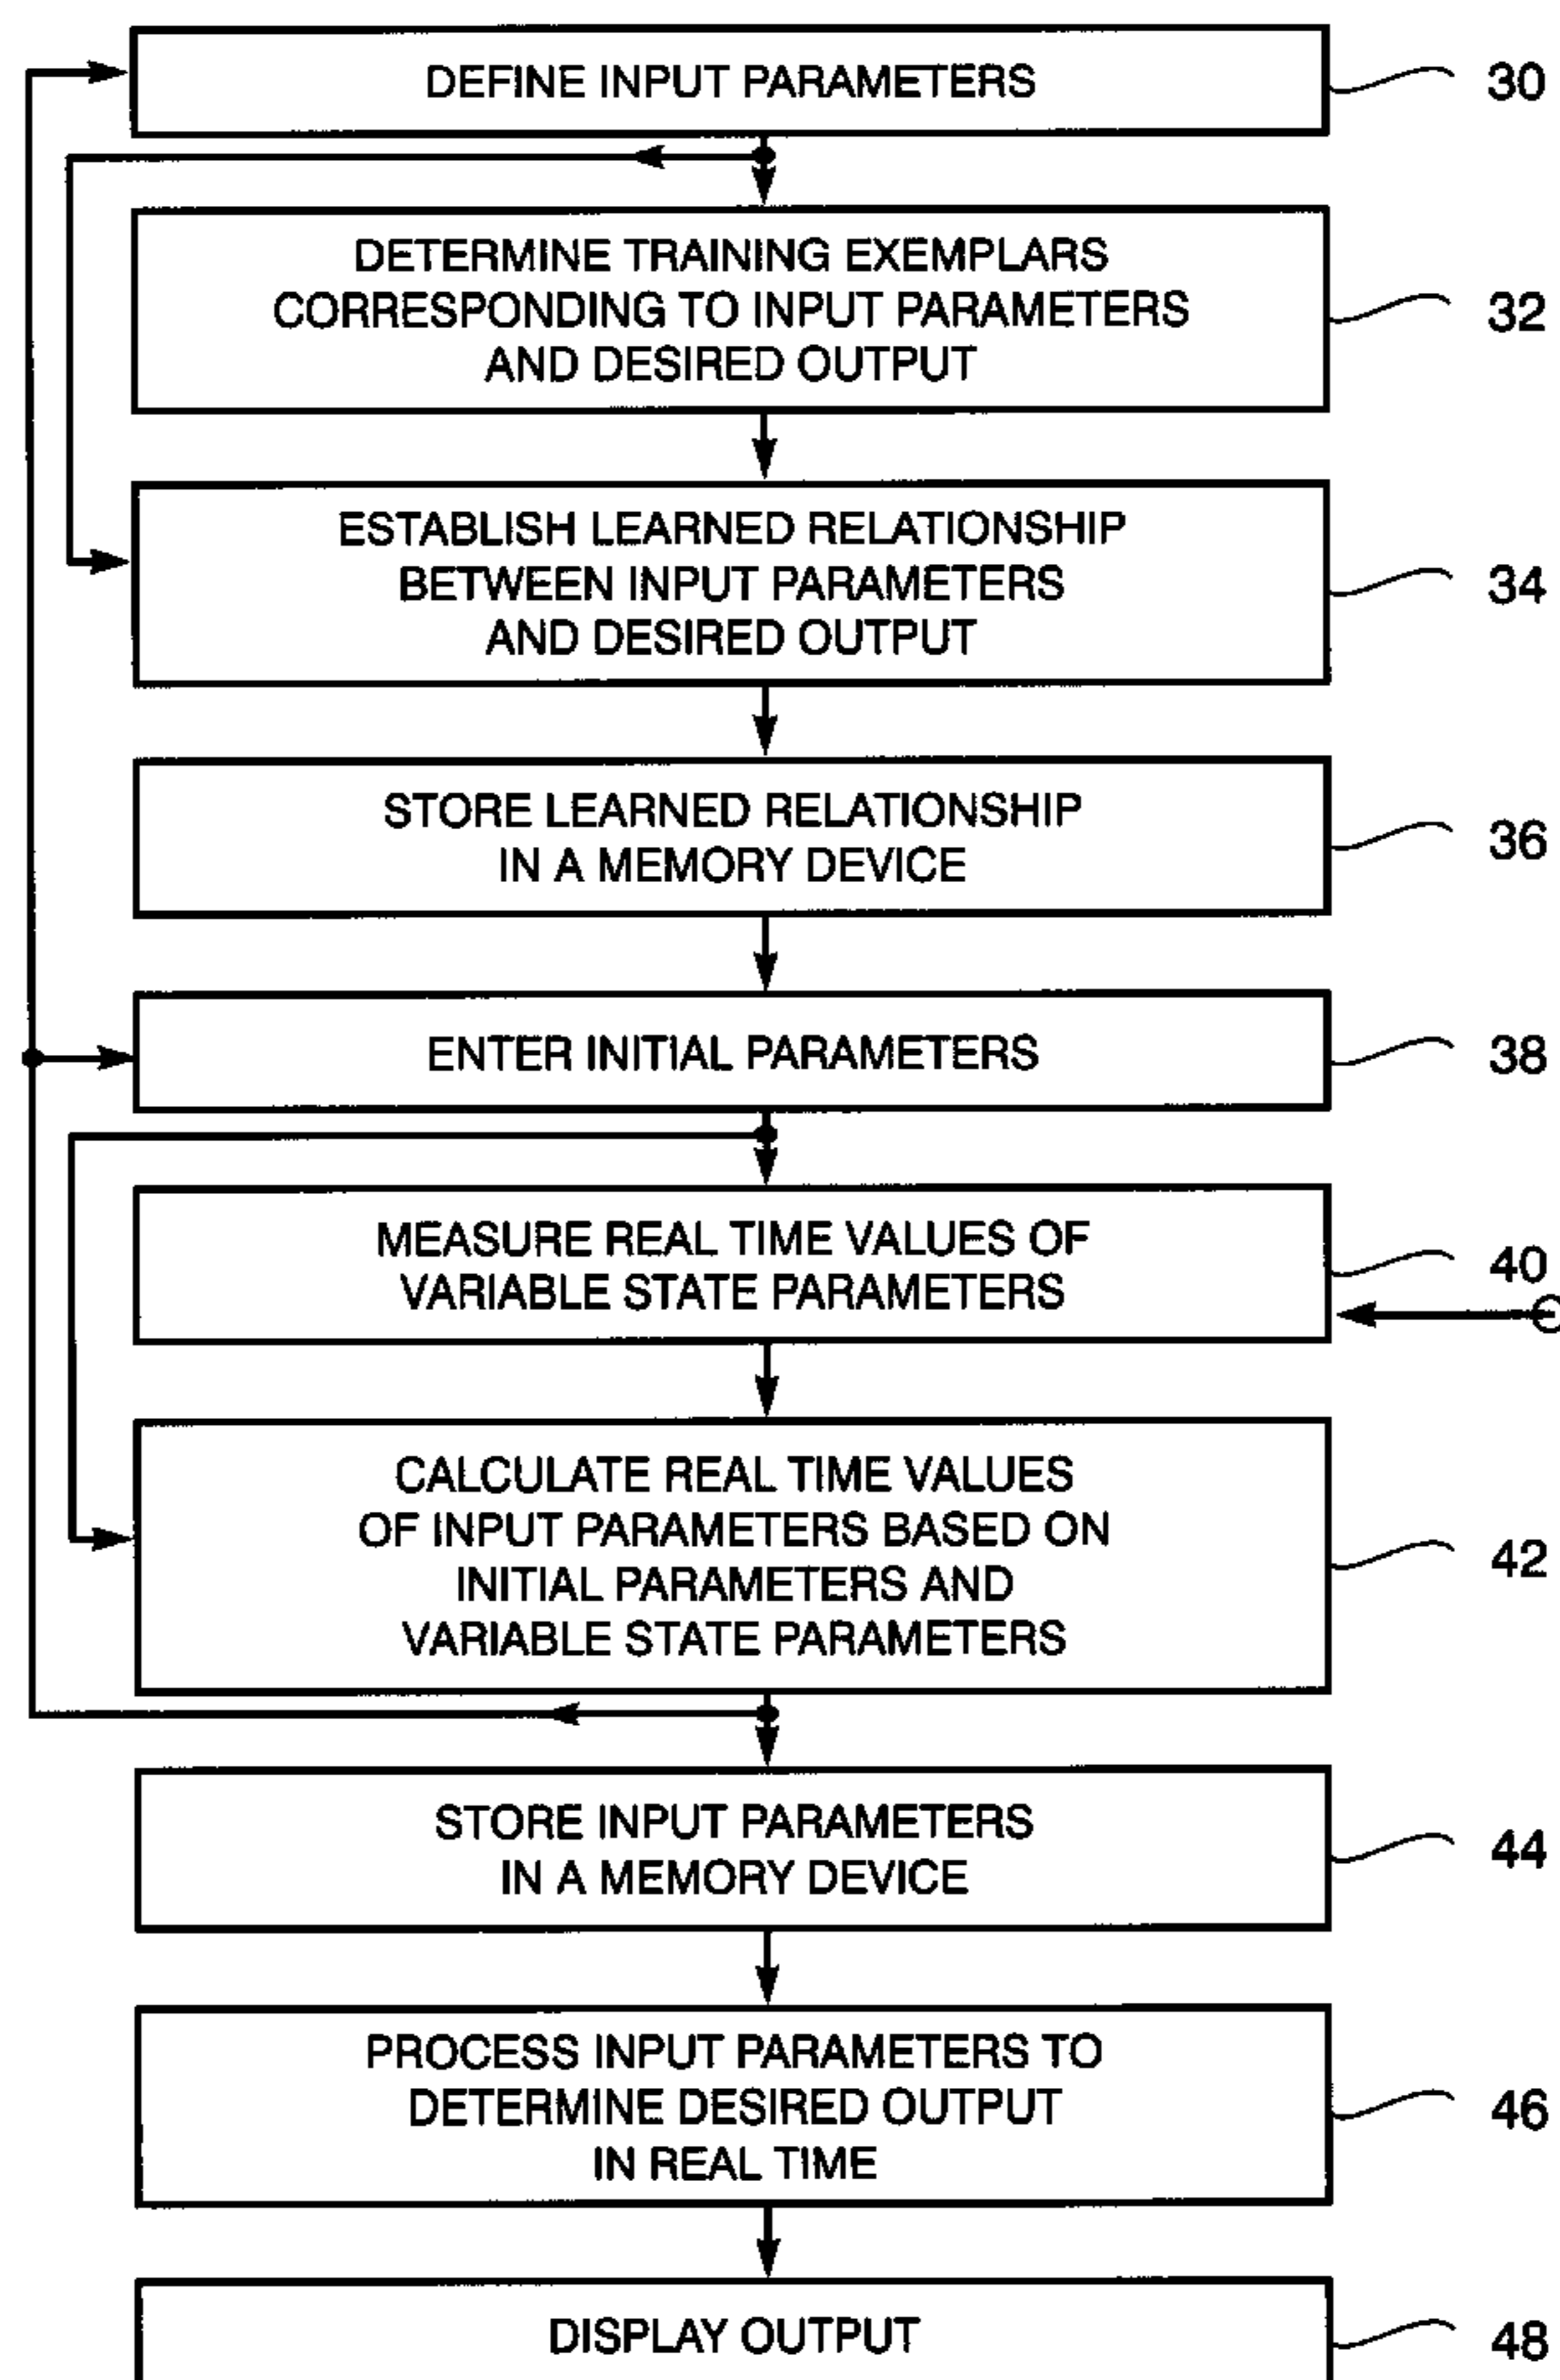 DEFINE INPUT PARAMETERS
30
DETERMINE TRAINING EXEMPLARS
CORRESPONDING TO INPUT PARAMETERS
AND DESIRED OUTPUT
32
ESTABLISH LEARNED RELATIONSHIP
BETWEEN INPUT PARAMETERS
AND DESIRED OUTPUT
34
STORE LEARNED RELATIONSHIP
IN A MEMORY DEVICE
36
ENTER INITIAL PARAMETERS
38
MEASURE REAL TIME VALUES OF
VARIABLE STATE PARAMETERS
40
CALCULATE REAL TIME VALUES
OF INPUT PARAMETERS BASED ON
INITIAL PARAMETERS AND
VARIABLE STATE PARAMETERS
42
STORE INPUT PARAMETERS
IN A MEMORY DEVICE
44
PROCESS INPUT PARAMETERS TO
DETERMINE DESIRED OUTPUT
IN REAL TIME
46
DISPLAY OUTPUT
48